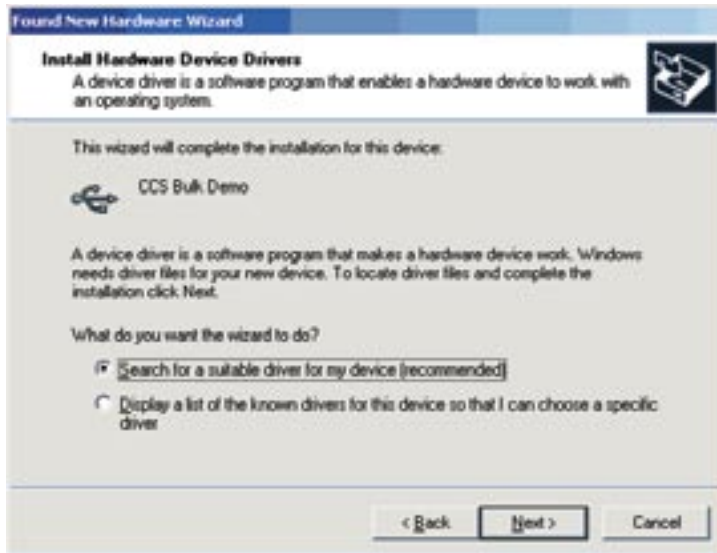 Found New Hardware Wizard
Install Hardware Device Drivers
A device driver is a software program that enables a hardware device to work with
an operating system.
This wizard will complete the installation for this device:
CCS Bulk Demo
A device driver is a software program that makes a hardware device work. Windows
needs driver files for your new device. To locate driver files and complete the
installation click Next.
What do you want the wizard to do?
Search for a suitable driver for my device (recommended)
Display a list of the known drivers for this device so that I can choose a specific
driver
< Back
Next >
Cancel